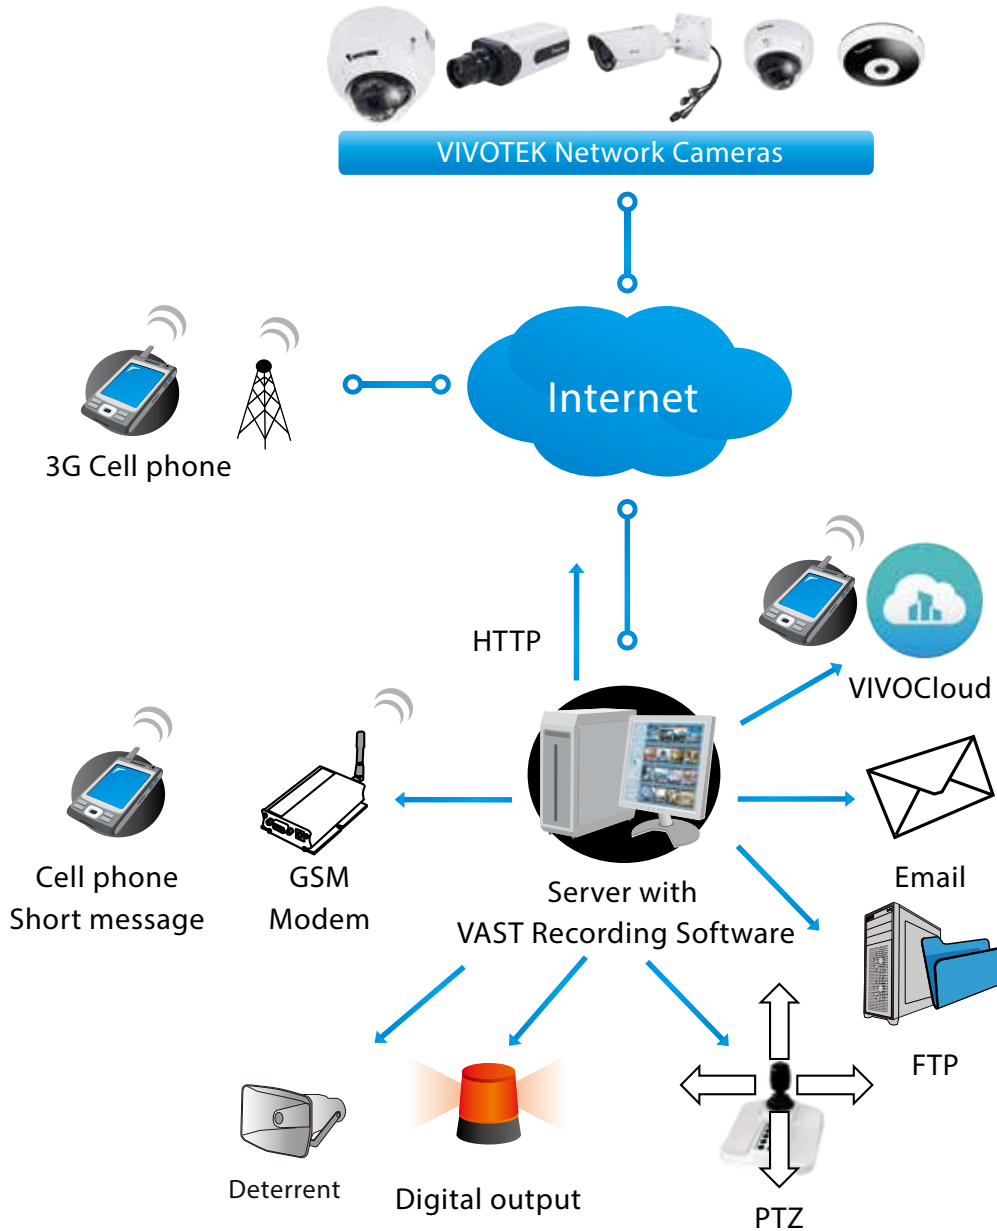 VIVOTEK Network Cameras
Internet
3G Cell phone
HTTP
VIVOCloud
Cell phone
Short message
GSM
Modem
Server with
VAST Recording Software
Email
FTP
Deterrent
Digital output
PTZ